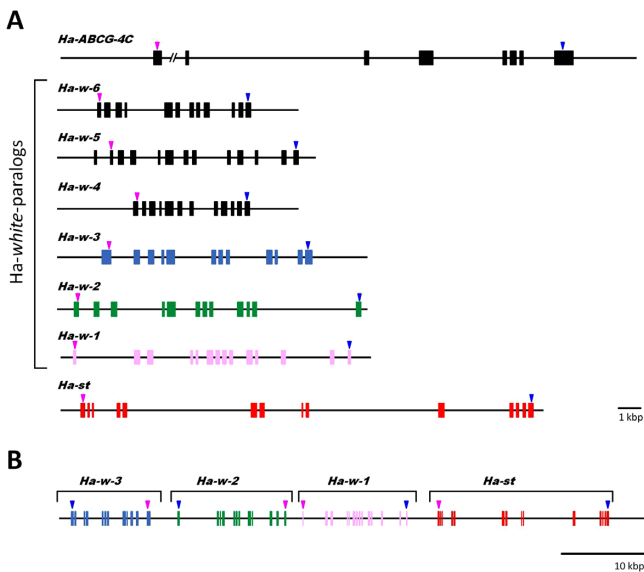 A
Ha-ABCG-4C
Ha-w-6
Ha-w-5
Ha-w-4
Ha-w-3
Ha-w-2
Ha-w-1
Ha-st
Ha-white-paralogs
1 kbp
B
Ha-w-3 Ha-w-2 Ha-w-1 Ha-st
10 kbp